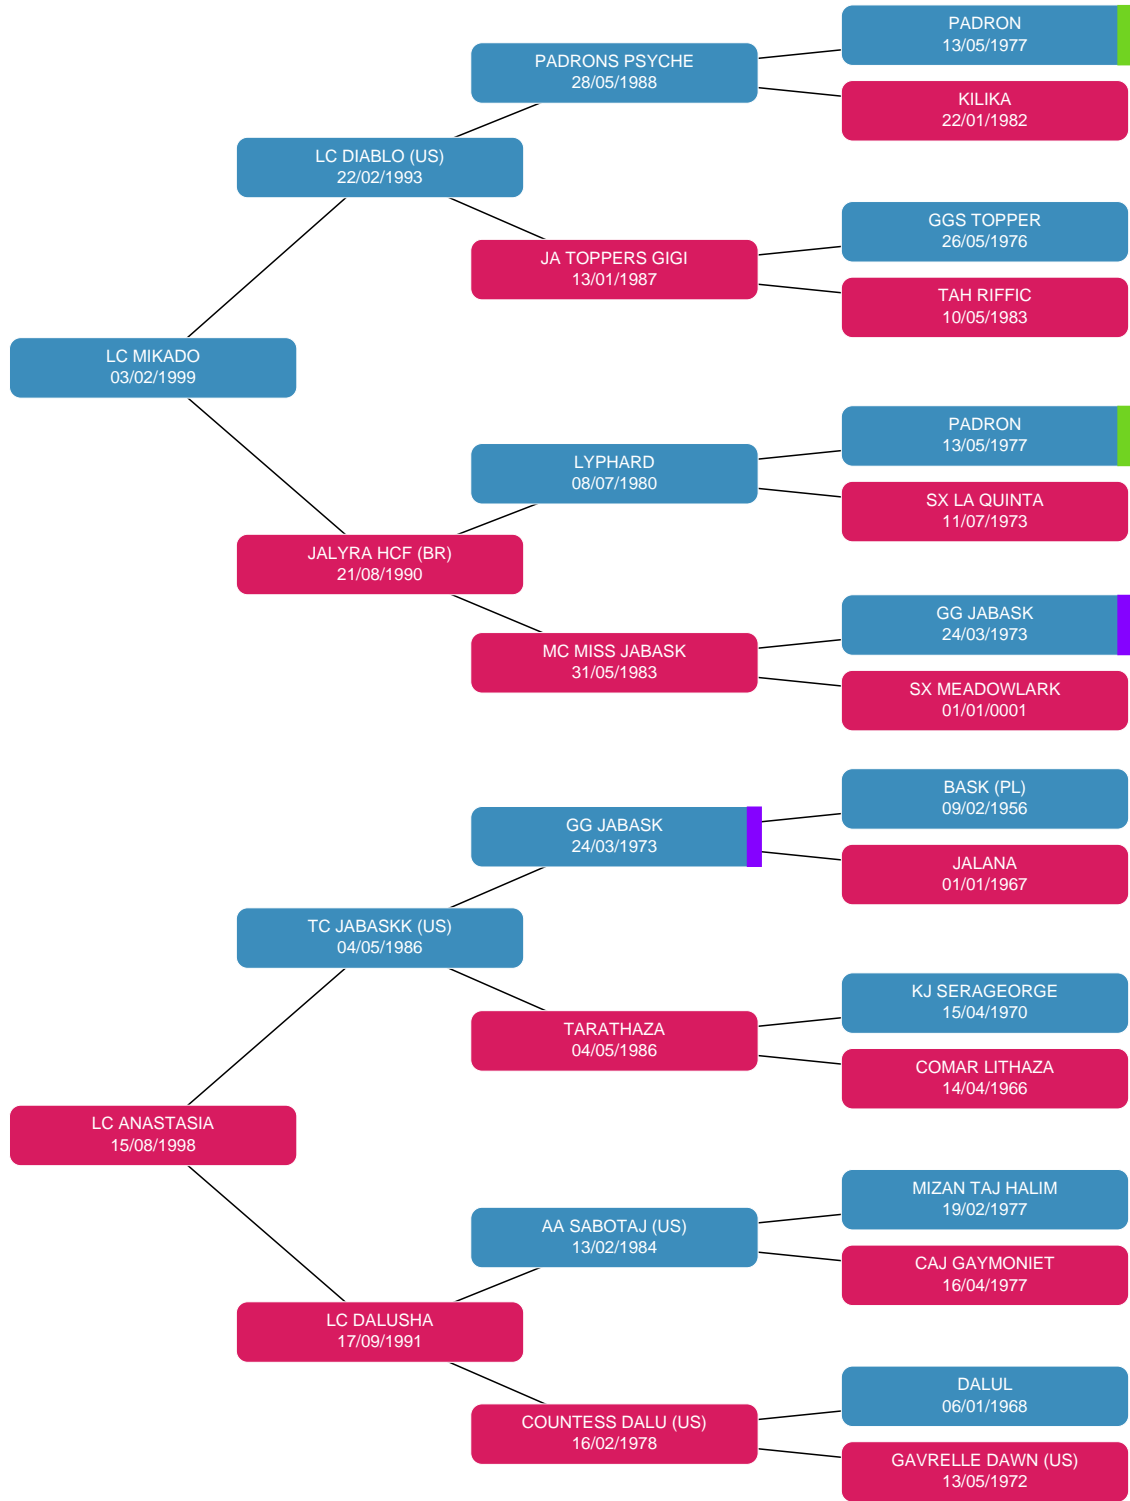 PADRON
13/05/1977
PADRONS PSYCHE
28/05/1988
KILIKA
22/01/1982
LC DIABLO (US)
22/02/1993
GGS TOPPER
26/05/1976
JA TOPPERS GIGI
13/01/1987
TAH RIFFIC
10/05/1983
LC MIKADO
03/02/1999
PADRON
13/05/1977
LYPHARD
08/07/1980
SX LA QUINTA
11/07/1973
JALYRA HCF (BR)
21/08/1990
GG JABASK
24/03/1973
MC MISS JABASK
31/05/1983
SX MEADOWLARK
01/01/0001
BASK (PL)
09/02/1956
GG JABASK
24/03/1973
JALANA
01/01/1967
TC JABASKK (US)
04/05/1986
KJ SERAGEORGE
15/04/1970
TARATHAZA
04/05/1986
COMAR LITHAZA
14/04/1966
LC ANASTASIA
15/08/1998
MIZAN TAJ HALIM
19/02/1977
AA SABOTAJ (US)
13/02/1984
CAJ GAYMONIET
16/04/1977
LC DALUSHA
17/09/1991
DALUL
06/01/1968
COUNTESS DALU (US)
16/02/1978
GAVRELLE DAWN (US)
13/05/1972